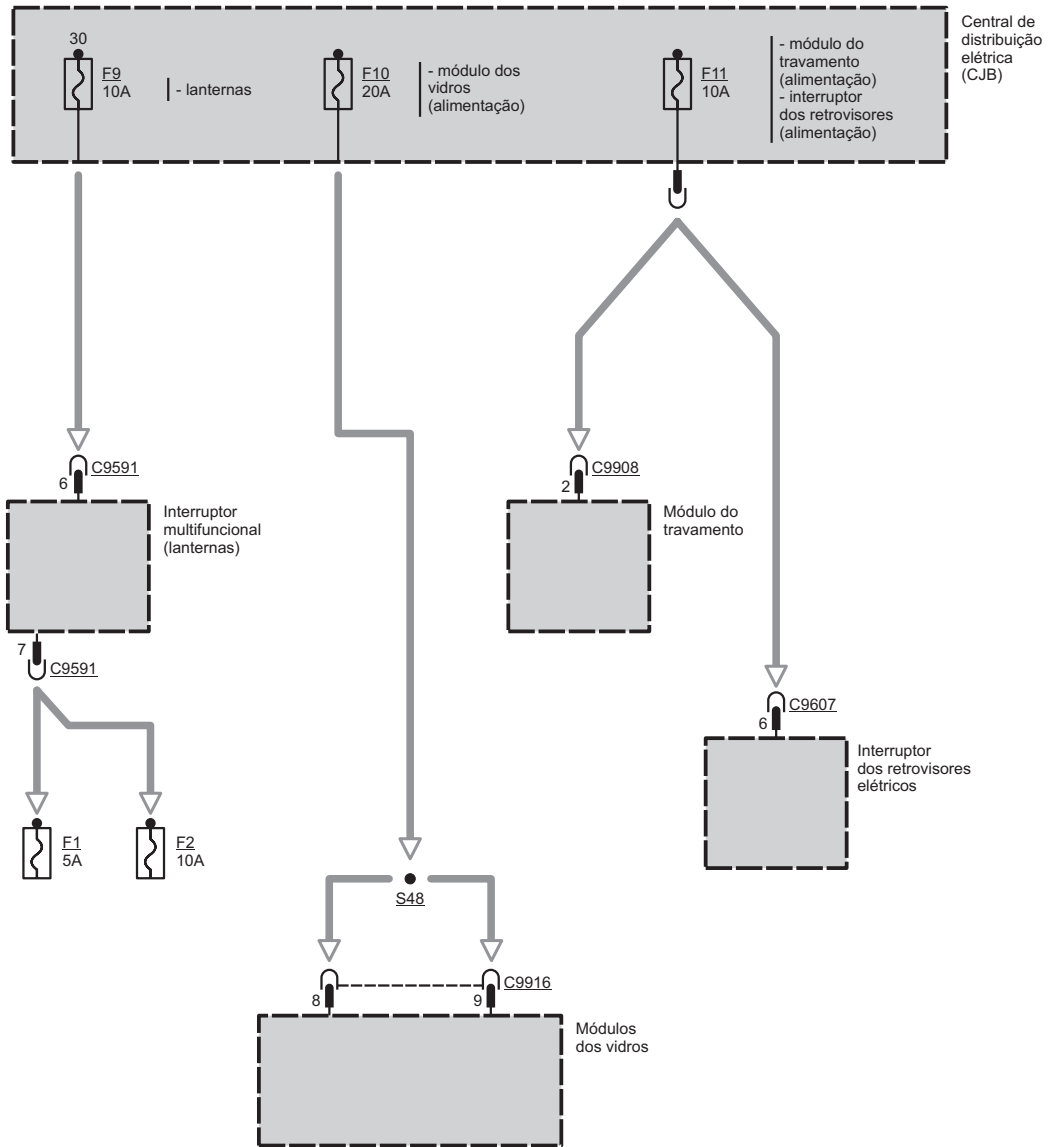 Central de
distribuição
elétrica
(CJB)
30
F9
10A
- lanternas
F10
20A
- módulo dos
vidros
(alimentação)
F11
10A
- módulo do
travamento
(alimentação)
- interruptor
dos retrovisores
(alimentação)
6
C9591
Interruptor
multifuncional
(lanternas)
7
C9591
F1
5A
F2
10A
2
C9908
Módulo do
travamento
6
C9607
Interruptor
dos retrovisores
elétricos
S48
8
9
C9916
Módulos
dos vidros